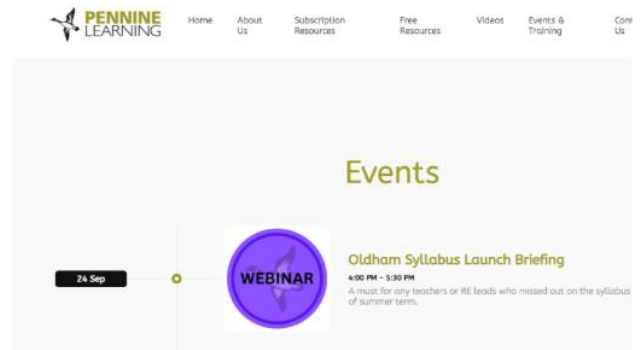 PENNINE
LEARNING
Home
About
Us
Subscription
Resources
Free
Resources
Videos
Events &
Training
Us
Events
24 Sep
WEBINAR
Oldham Syllabus Launch Briefing
4:00 PM - 5:30 PM
A must for any teachers or RE leads who missed out on the syllabus
of summer term.